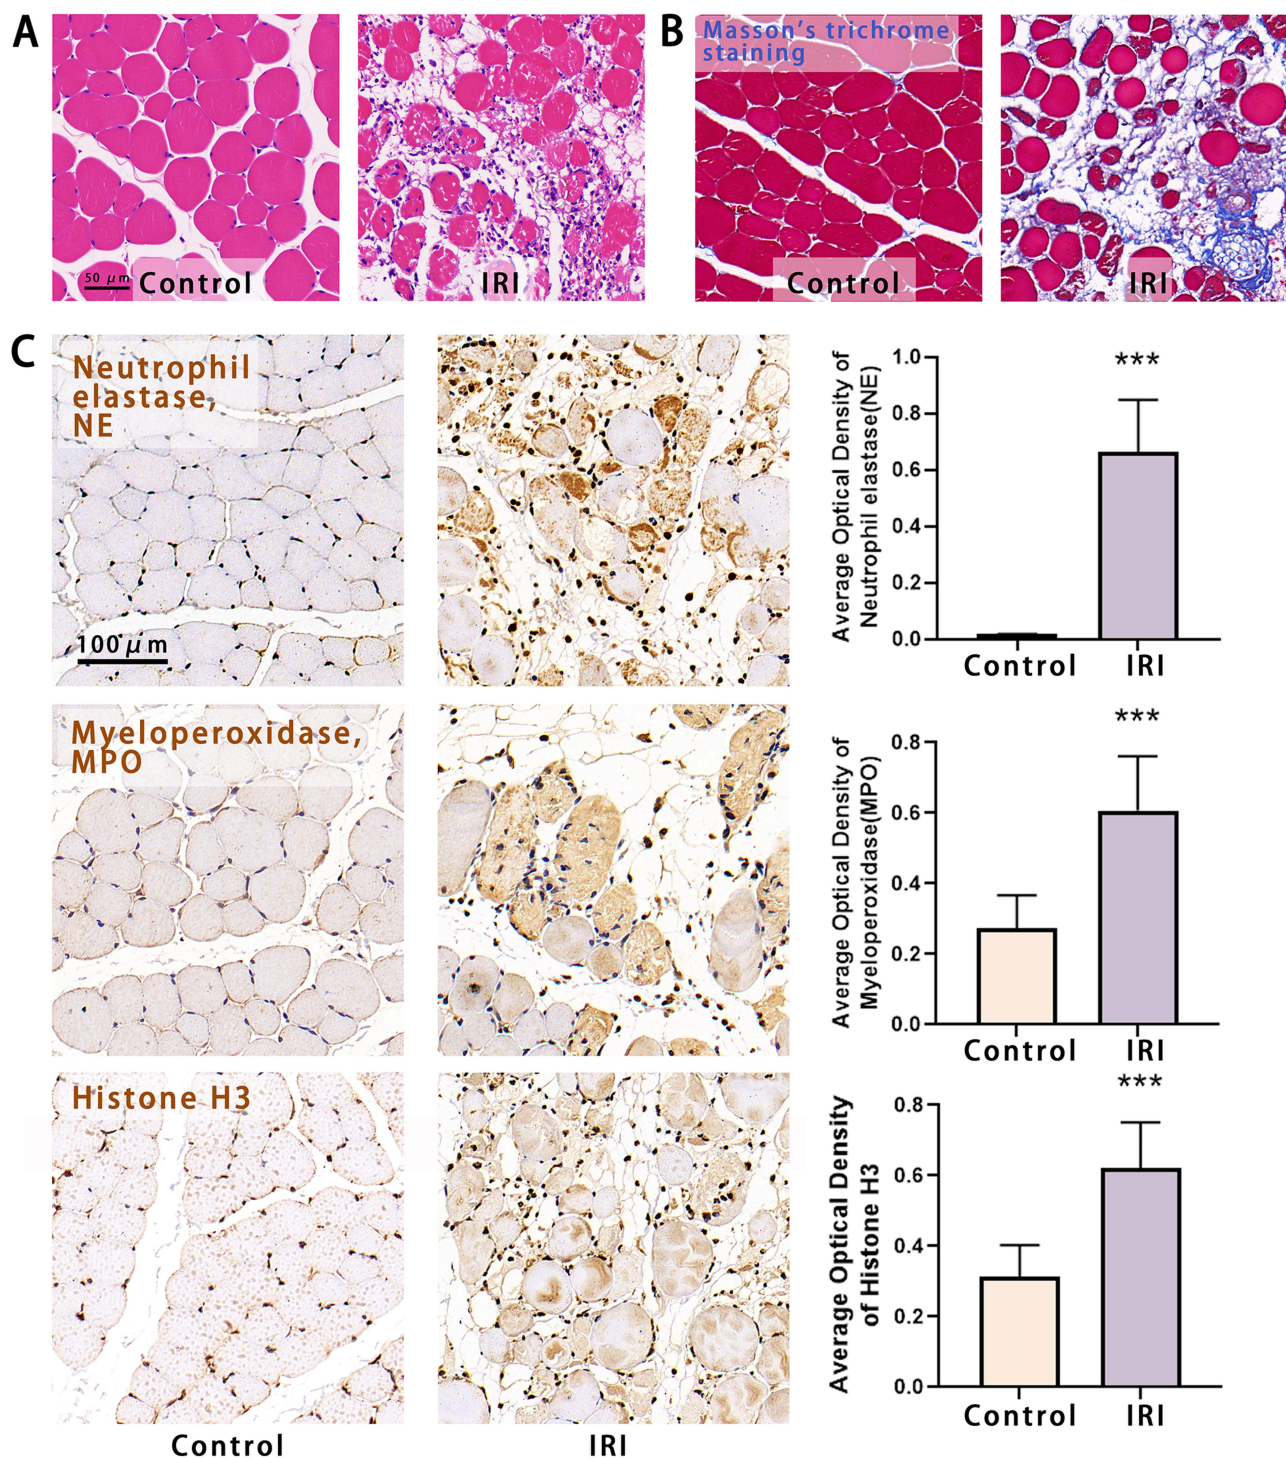 A
50 μm
Control
IRI
B
Masson's trichrome
staining
Control
IRI
C
Neutrophil
elastase,
NE
100 μm
Average Optical Density of
Neutrophil elastase(NE)
1.0
0.8
0.6
0.4
0.2
0.0
***
Control
IRI
Myeloperoxidase,
MPO
Average Optical Density of
Myeloperoxidase(MPO)
0.8
0.6
0.4
0.2
0.0
***
Control
IRI
Histone H3
Average Optical Density
of Histone H3
0.8
0.6
0.4
0.2
0.0
***
Control
IRI
Control
IRI